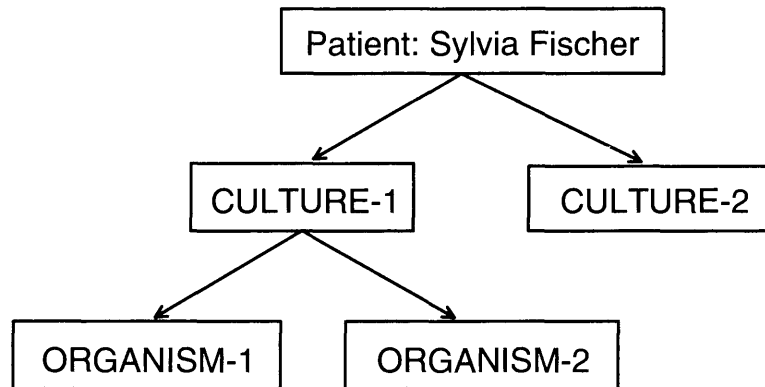 Patient: Sylvia Fischer
CULTURE-1
CULTURE-2
ORGANISM-1
ORGANISM-2